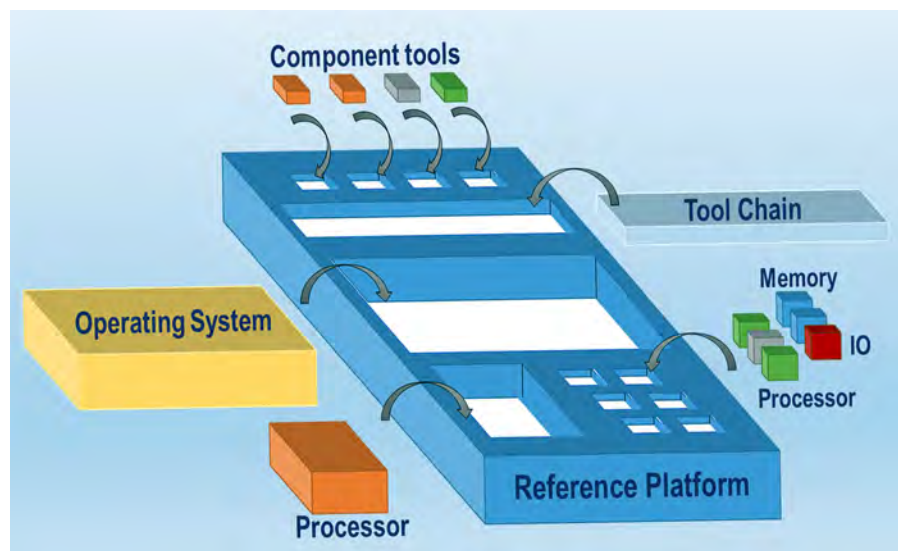 Component tools
Tool Chain
Memory
Operating System
IO
Processor
Reference Platform
Processor